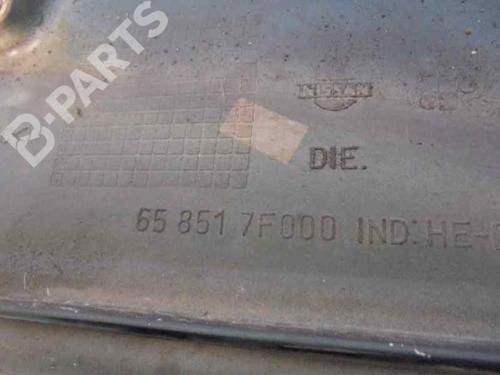 B-PARTS
NISSAN
DIE.
65 851 7F000 IND: HE-